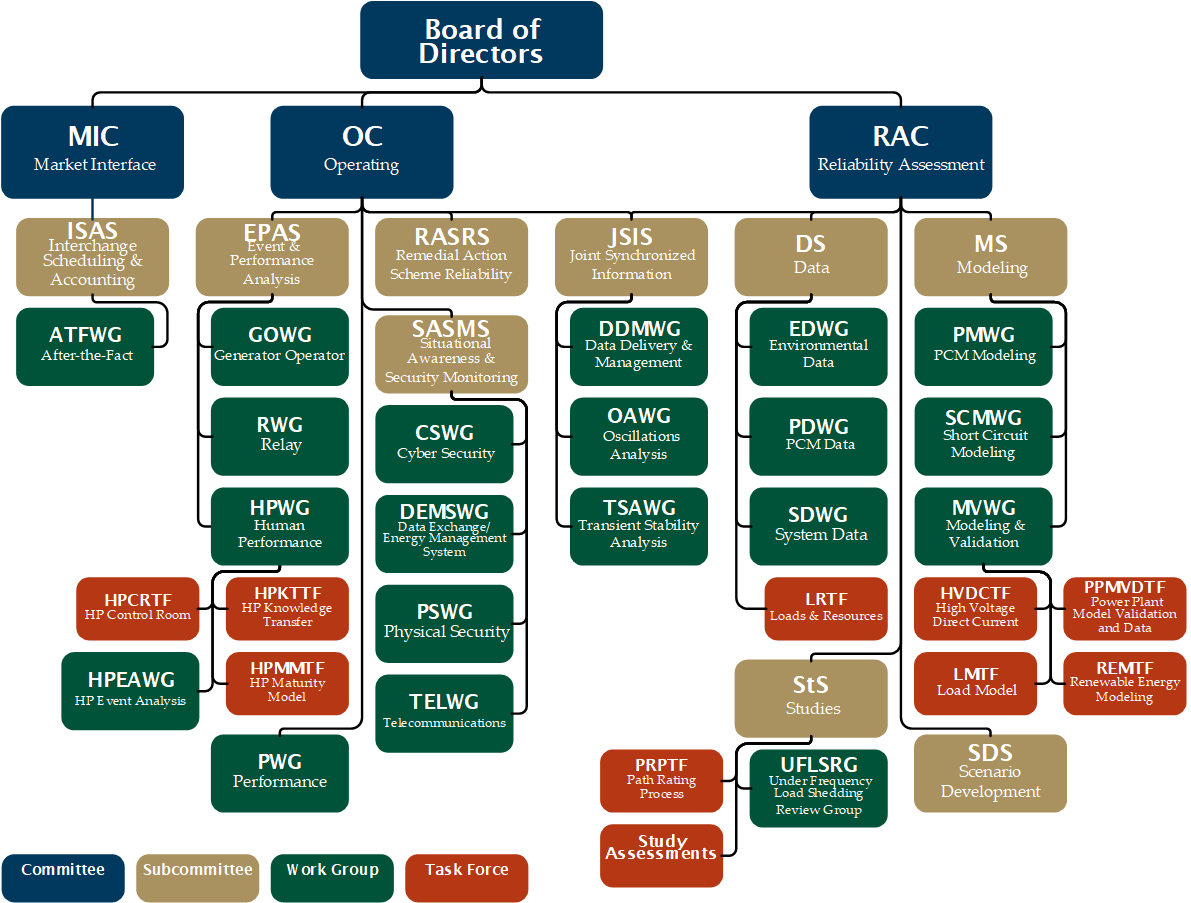 Board of
Directors
MIC
Market Interface
OC
Operating
RAC
Reliability Assessment
ISAS
Interchange
Scheduling &
Accounting
EPAS
Event &
Performance
Analysis
RASRS
Remedial Action
Scheme Reliability
JSIS
Joint Synchronized
Information
DS
Data
MS
Modeling
ATFWG
After-the-Fact
GOWG
Generator Operator
SASMS
Situational
Awareness &
Security Monitoring
DDMWG
Data Delivery &
Management
EDWG
Environmental
Data
PMWG
PCM Modeling
RWG
Relay
CSWG
Cyber Security
OAWG
Oscillations
Analysis
PDWG
PCM Data
SCMWG
Short Circuit
Modeling
HPWG
Human
Performance
DEMSWG
Data Exchange/
Energy Management
System
TSAWG
Transient Stability
Analysis
SDWG
System Data
MVWG
Modeling &
Validation
HPCRTF
HP Control Room
HPKTTF
HP Knowledge
Transfer
PSWG
Physical Security
LRTF
Loads & Resources
HVDCTF
High Voltage
Direct Current
PPMVDTF
Power Plant
Model Validation
and Data
HPEAWG
HP Event Analysis
HPMMTF
HP Maturity
Model
TELWG
Telecommunications
StS
Studies
LMTF
Load Model
REMTF
Renewable Energy
Modeling
PWG
Performance
PRPTF
Path Rating
Process
UFLSRG
Under Frequency
Load Shedding
Review Group
SDS
Scenario
Development
Study
Assessments
Committee
Subcommittee
Work Group
Task Force